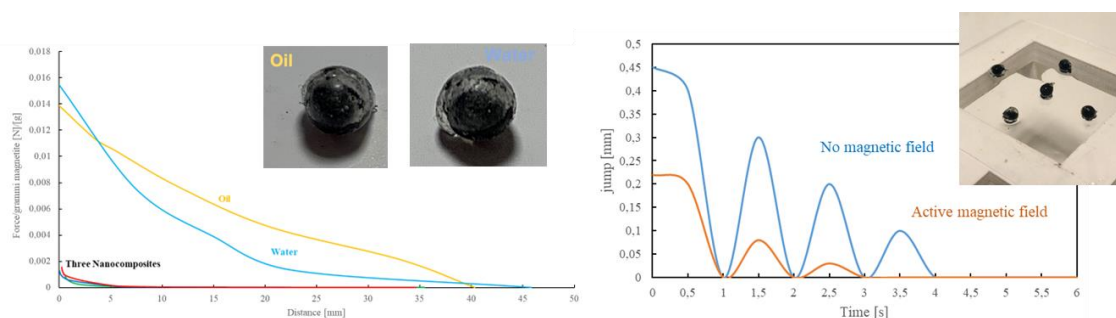 Force/grammi magnetite [N]/[g]
0,018
0,016
0,014
0,012
0,01
0,008
0,006
0,004
0,002
0
Oil
Water
Oil
Water
Three Nanocomposites
0 5 10 15 20 25 30 35 40 45 50
Distance [mm]
jump [mm]
0,5
0,45
0,4
0,35
0,3
0,25
0,2
0,15
0,1
0,05
0
No magnetic field
Active magnetic field
0 0,5 1 1,5 2 2,5 3 3,5 4 4,5 5 5,5 6
Time [s]